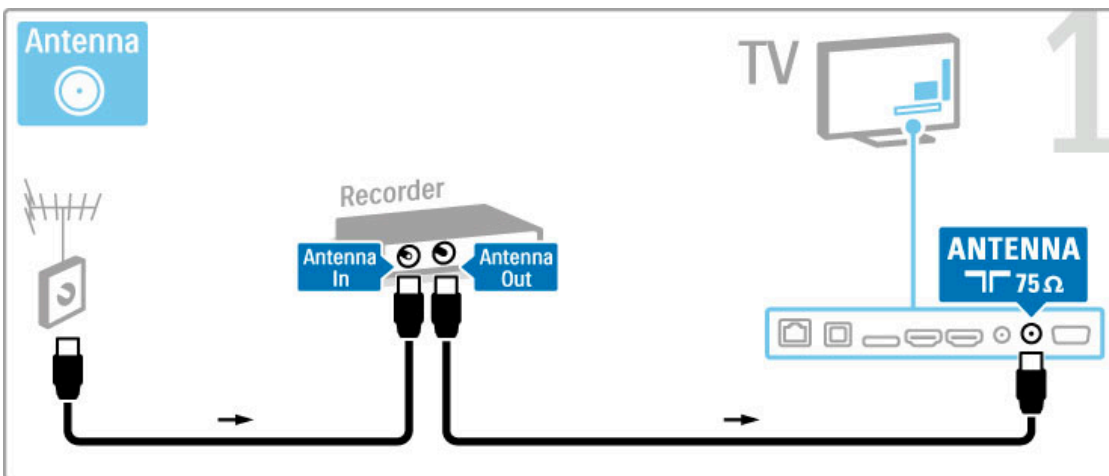 Antenna
TV
1
Recorder
Antenna
In
Antenna
Out
ANTENNA
75 Ω